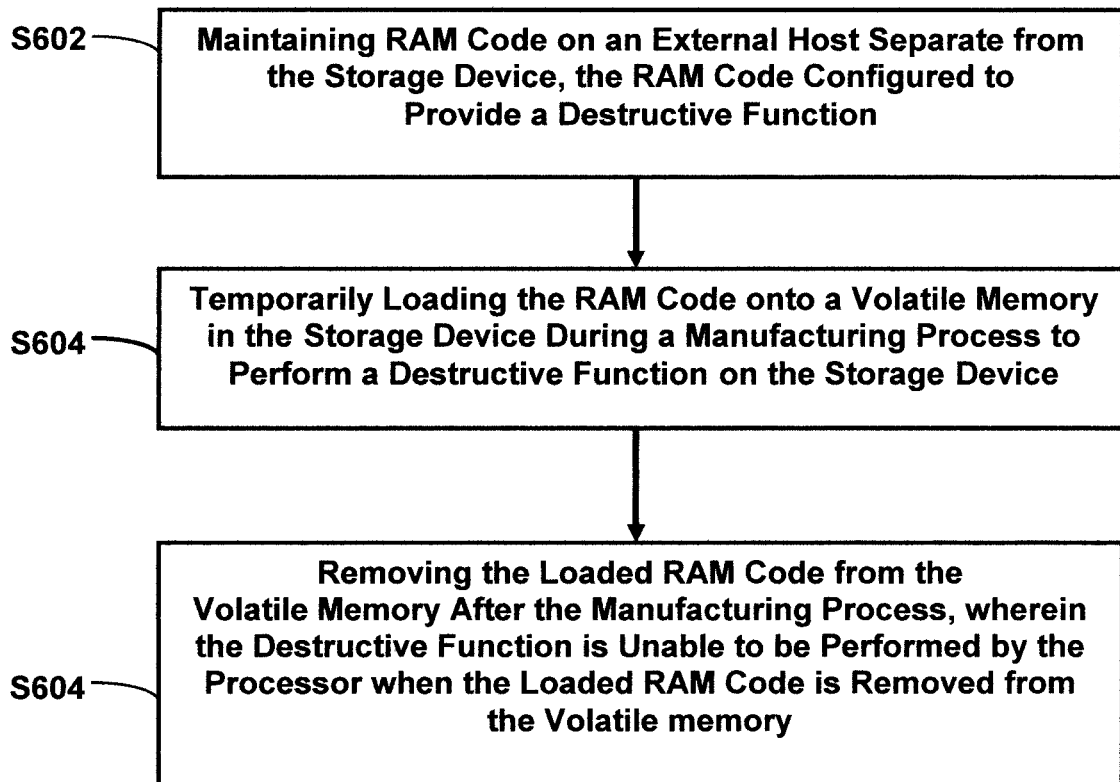 S602
Maintaining RAM Code on an External Host Separate from
the Storage Device, the RAM Code Configured to
Provide a Destructive Function
S604
Temporarily Loading the RAM Code onto a Volatile Memory
in the Storage Device During a Manufacturing Process to
Perform a Destructive Function on the Storage Device
S604
Removing the Loaded RAM Code from the
Volatile Memory After the Manufacturing Process, wherein
the Destructive Function is Unable to be Performed by the
Processor when the Loaded RAM Code is Removed from
the Volatile memory